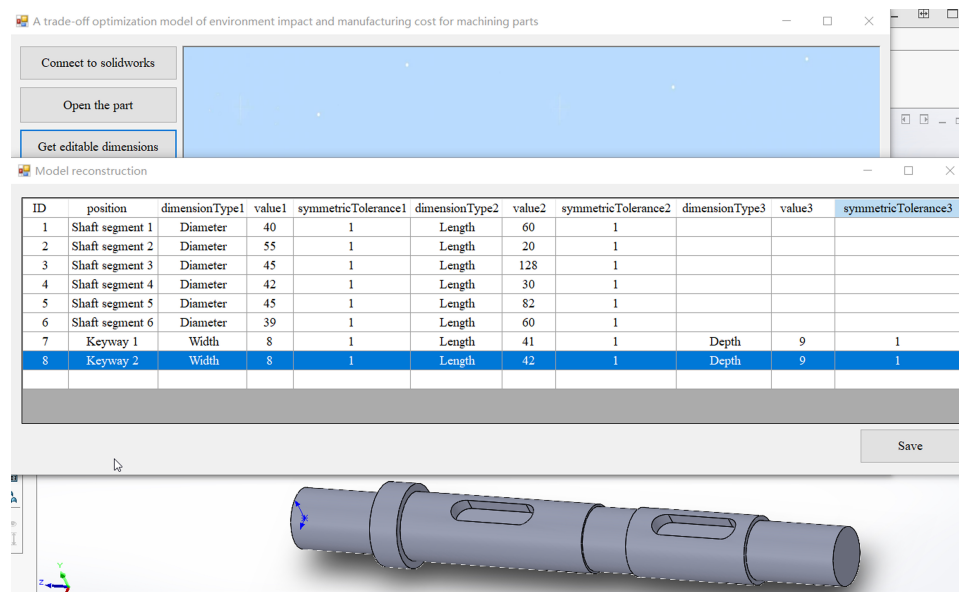 A trade-off optimization model of environment impact and manufacturing cost for machining parts
Connect to solidworks
Open the part
Get editable dimensions
Model reconstruction
ID position dimensionType1 value1 symmetricTolerance1 dimensionType2 value2 symmetricTolerance2 dimensionType3 value3 symmetricTolerance3
1 Shaft segment 1 Diameter 40 1 Length 60 1
2 Shaft segment 2 Diameter 55 1 Length 20 1
3 Shaft segment 3 Diameter 45 1 Length 128 1
4 Shaft segment 4 Diameter 42 1 Length 30 1
5 Shaft segment 5 Diameter 45 1 Length 82 1
6 Shaft segment 6 Diameter 39 1 Length 60 1
7 Keyway 1 Width 8 1 Length 41 1 Depth 9 1
8 Keyway 2 Width 8 1 Length 42 1 Depth 9 1
Save
Y
Z